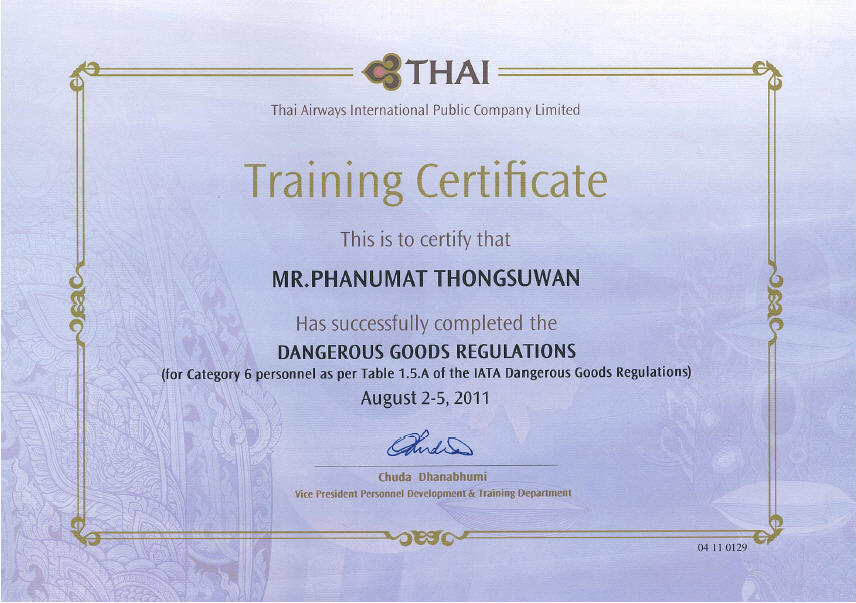 THAI
Thai Airways International Public Company Limited
Training Certificate
This is to certify that
MR.PHANUMAT THONGSUWAN
Has successfully completed the
DANGEROUS GOODS REGULATIONS
(for Category 6 personnel as per Table 1.5.A of the IATA Dangerous Goods Regulations)
August 2-5, 2011
Chuda Dhanabhumi
Vice President Personnel Development & Training Department
04 11 0129